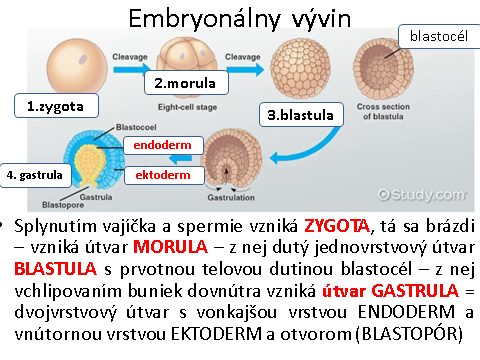 Embryonálny vývin
blastocél
Cleavage
Cleavage
2.morula
1.zygota
Eight-cell stage
3.blastula
Cross section
of blastula
Blastocoel
endoderm
4. gastrula
ektoderm
Gastrula
Blastopore
Gastrulation
Study.com
• Splynutím vajíčka a spermie vzniká ZYGOTA, tá sa brázdi
– vzniká útvar MORULA – z nej dutý jednovrstvový útvar
BLASTULA s prvotnou telovou dutinou blastocél – z nej
vchlipovaním buniek dovnútra vzniká útvar GASTRULA =
dvojvrstvový útvar s vonkajšou vrstvou ENDODERM a
vnútornou vrstvou EKTODERM a otvorom (BLASTOPÓR)